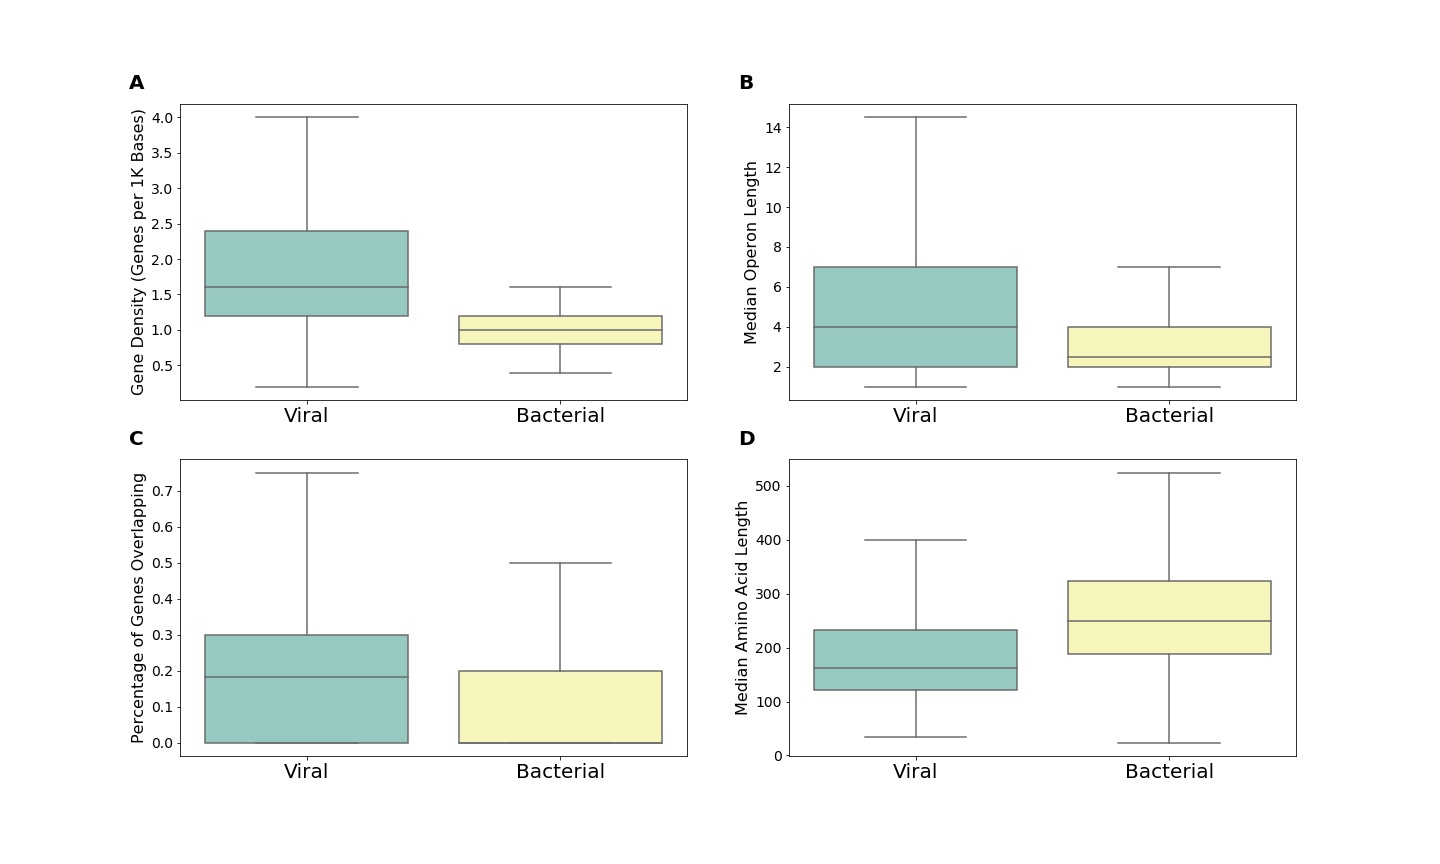 A
Gene Density (Genes per 1K Bases)
4.0
3.5
3.0
2.5
2.0
1.5
1.0
0.5
Viral
Bacterial
B
Median Operon Length
14
12
10
8
6
4
2
Viral
Bacterial
C
Percentage of Genes Overlapping
0.7
0.6
0.5
0.4
0.3
0.2
0.1
0.0
Viral
Bacterial
D
Median Amino Acid Length
500
400
300
200
100
0
Viral
Bacterial